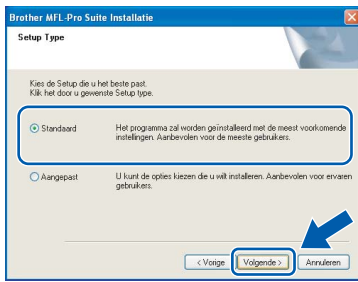 Brother MFL-Pro Suite Installatie
Setup Type
Kies de Setup die u het beste past.
Klik het door u gewenste Setup type.
Standaard
Het programma zal worden geïnstalleerd met de meest voorkomende
instellingen. Aanbevolen voor de meeste gebruikers.
Aangepast
U kunt de opties kiezen die u wilt installeren. Aanbevolen voor ervaren
gebruikers.
< Vorige
Volgende >
Annuleren